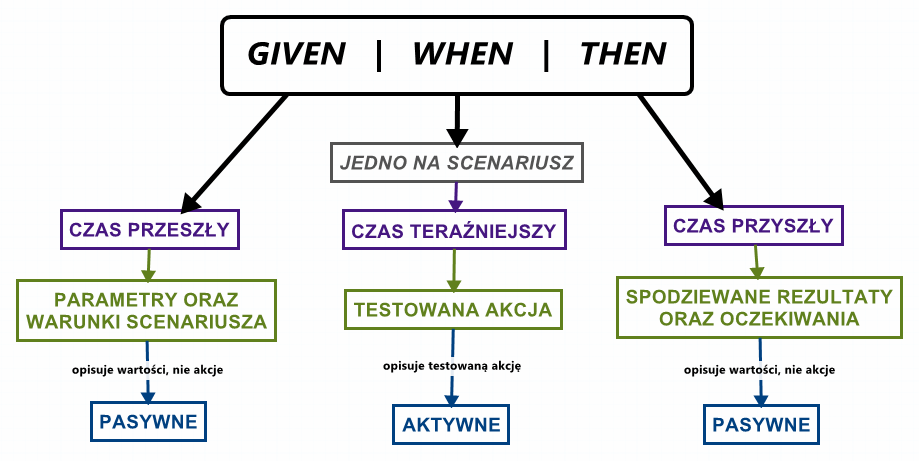 GIVEN | WHEN | THEN
JEDNO NA SCENARIUSZ
CZAS PRZESZŁY
CZAS TERAŹNIEJSZY
CZAS PRZYSZŁY
PARAMETRY ORAZ
WARUNKI SCENARIUSZA
TESTOWANA AKCJA
SPODZIEWANE REZULTATY
ORAZ OCZEKIWANIA
opisuje wartości, nie akcje
opisuje testowaną akcję
opisuje wartości, nie akcje
PASYWNE
AKTYWNE
PASYWNE